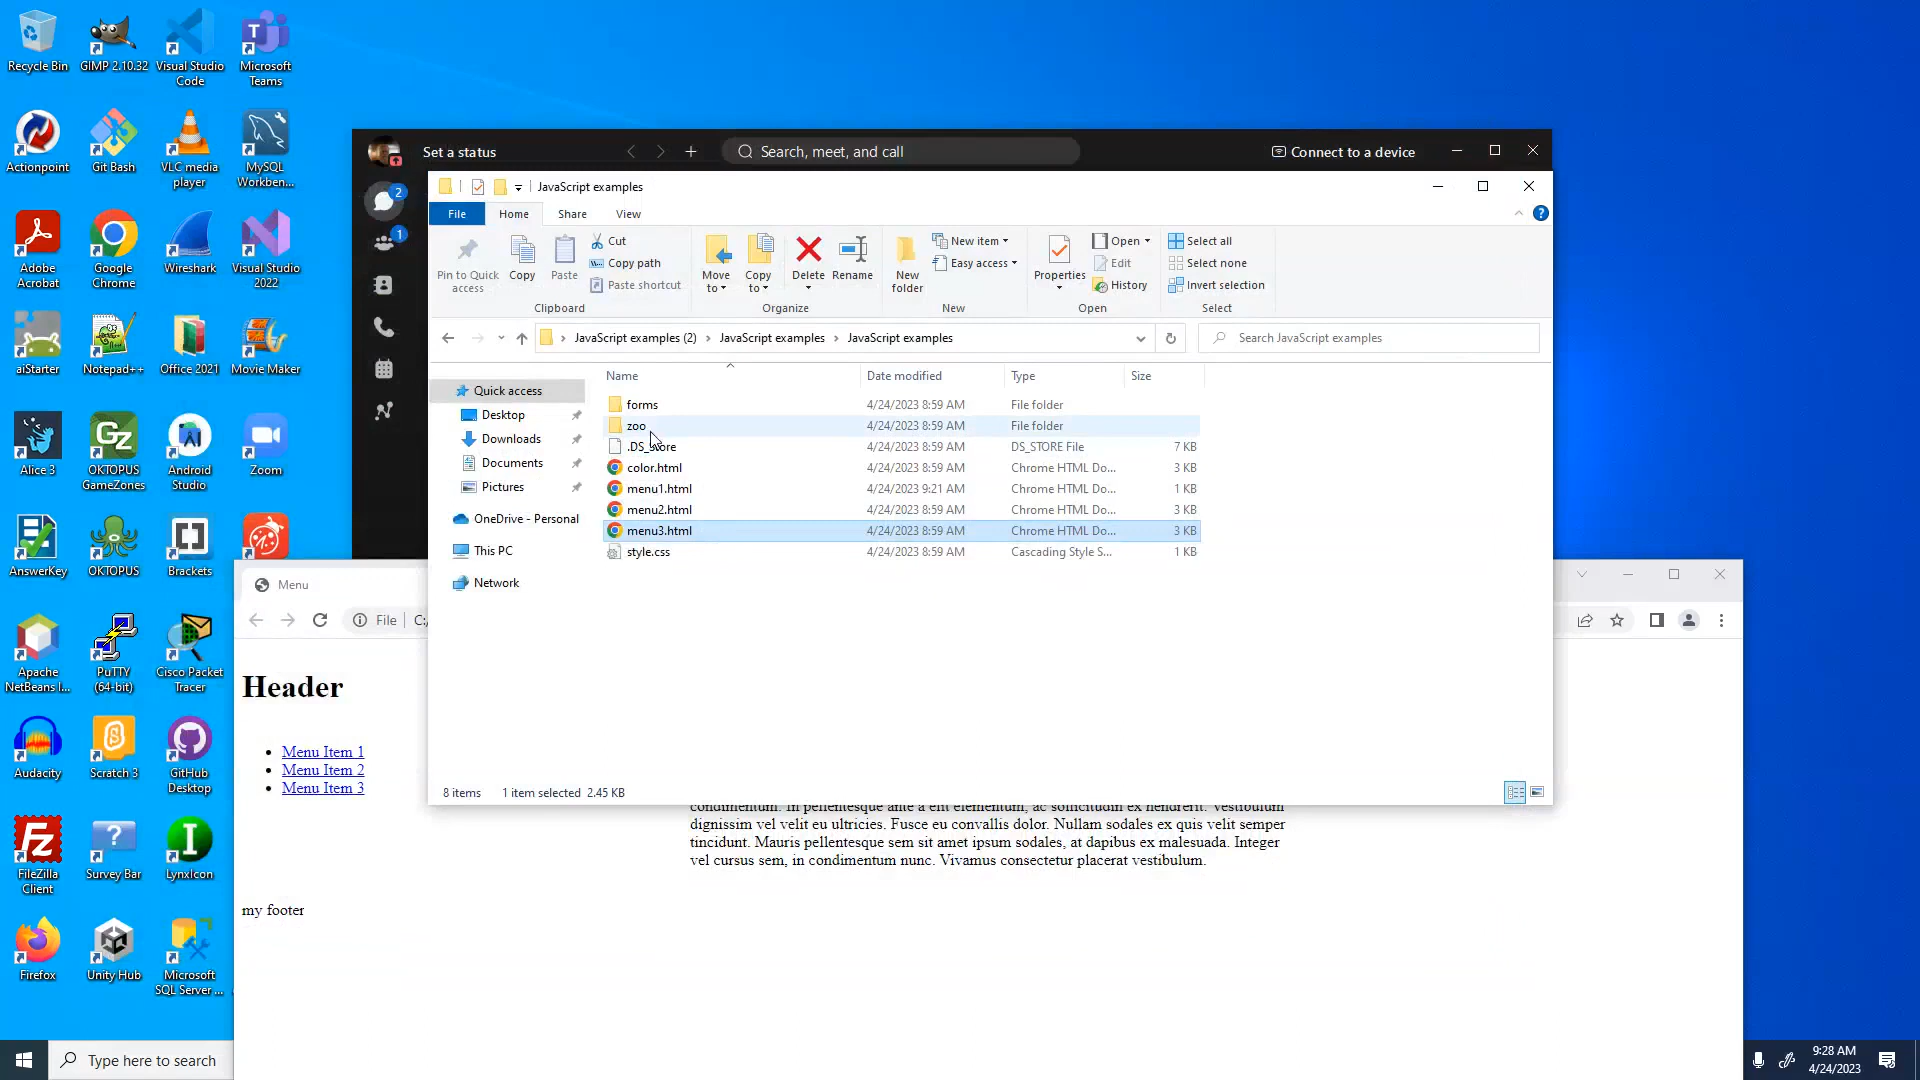 Recycle Bin
GIMP 2.10.32
Visual Studio
Code
Microsoft
Teams
Actionpoint
Git Bash
VLC media
player
MySQL
Workben...
Adobe
Acrobat
Google
Chrome
Wireshark
Visual Studio
2022
aiStarter
Notepad++
Office 2021
Movie Maker
Alice 3
OKTOPUS
GameZones
Android
Studio
Zoom
AnswerKey
OKTOPUS
Brackets
Apache
NetBeans I...
PuTTY
(64-bit)
Cisco Packet
Tracer
Audacity
Scratch 3
GitHub
Desktop
FileZilla
Client
Survey Bar
LynxIcon
Firefox
Unity Hub
Microsoft
SQL Server ...
Set a status
Search, meet, and call
Connect to a device
2
1
JavaScript examples
File Home Share View
Pin to Quick
access
Copy
Paste
Cut
Copy path
Paste shortcut
Clipboard
Move
to
Copy
to
Delete
Rename
Organize
New
folder
New item
Easy access
New
Properties
Open
Edit
History
Open
Select all
Select none
Invert selection
Select
JavaScript examples (2) › JavaScript examples › JavaScript examples
Search JavaScript examples
Quick access
Desktop
Downloads
Documents
Pictures
OneDrive - Personal
This PC
Network
Name Date modified Type Size
forms 4/24/2023 8:59 AM File folder
zoo 4/24/2023 8:59 AM File folder
.DS_Store 4/24/2023 8:59 AM DS_STORE File 7 KB
color.html 4/24/2023 8:59 AM Chrome HTML Do... 3 KB
menu1.html 4/24/2023 9:21 AM Chrome HTML Do... 1 KB
menu2.html 4/24/2023 8:59 AM Chrome HTML Do... 3 KB
menu3.html 4/24/2023 8:59 AM Chrome HTML Do... 3 KB
style.css 4/24/2023 8:59 AM Cascading Style S... 1 KB
8 items 1 item selected 2.45 KB
Menu
File C:/
Header
Menu Item 1
Menu Item 2
Menu Item 3
condimentum. In pellentesque ante a elit elementum, ac sollicitudin ex hendrerit. Vestibulum
dignissim vel velit eu ultricies. Fusce eu convallis dolor. Nullam sodales ex quis velit semper
tincidunt. Mauris pellentesque sem sit amet ipsum sodales, at dapibus ex malesuada. Integer
vel cursus sem, in condimentum nunc. Vivamus consectetur placerat vestibulum.
my footer
Type here to search
9:28 AM
4/24/2023